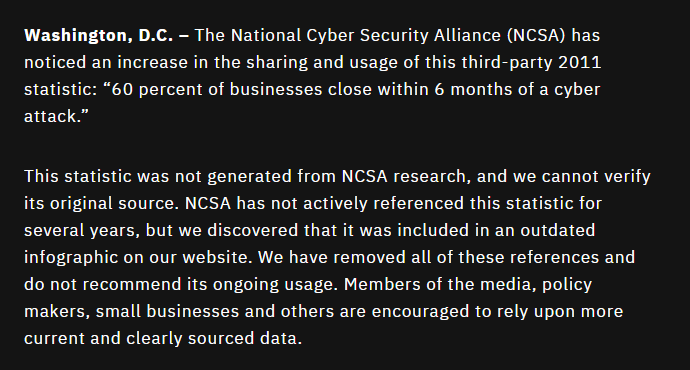 Washington, D.C. – The National Cyber Security Alliance (NCSA) has
noticed an increase in the sharing and usage of this third-party 2011
statistic: “60 percent of businesses close within 6 months of a cyber
attack.”
This statistic was not generated from NCSA research, and we cannot verify
its original source. NCSA has not actively referenced this statistic for
several years, but we discovered that it was included in an outdated
infographic on our website. We have removed all of these references and
do not recommend its ongoing usage. Members of the media, policy
makers, small businesses and others are encouraged to rely upon more
current and clearly sourced data.